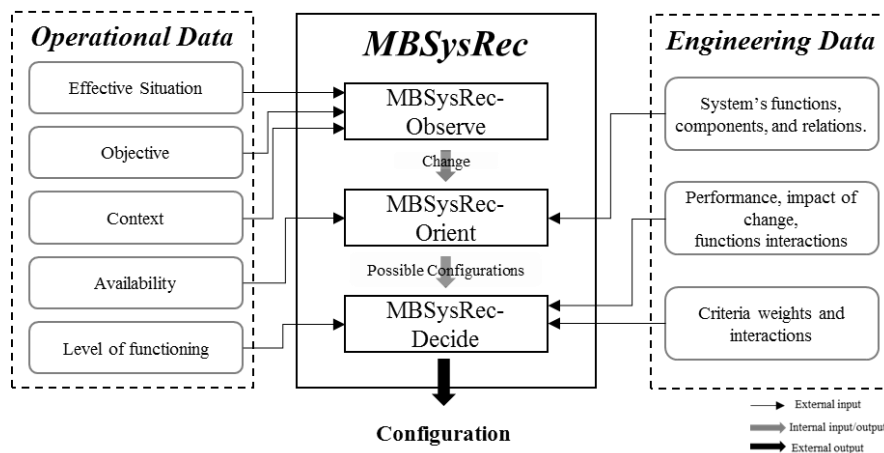 Operational Data
Effective Situation
Objective
Context
Availability
Level of functioning
MBSysRec
MBSysRec-
Observe
Change
MBSysRec-
Orient
Possible Configurations
MBSysRec-
Decide
Configuration
Engineering Data
System's functions,
components, and relations.
Performance, impact of
change,
functions interactions
Criteria weights and
interactions
External input
Internal input/output
External output